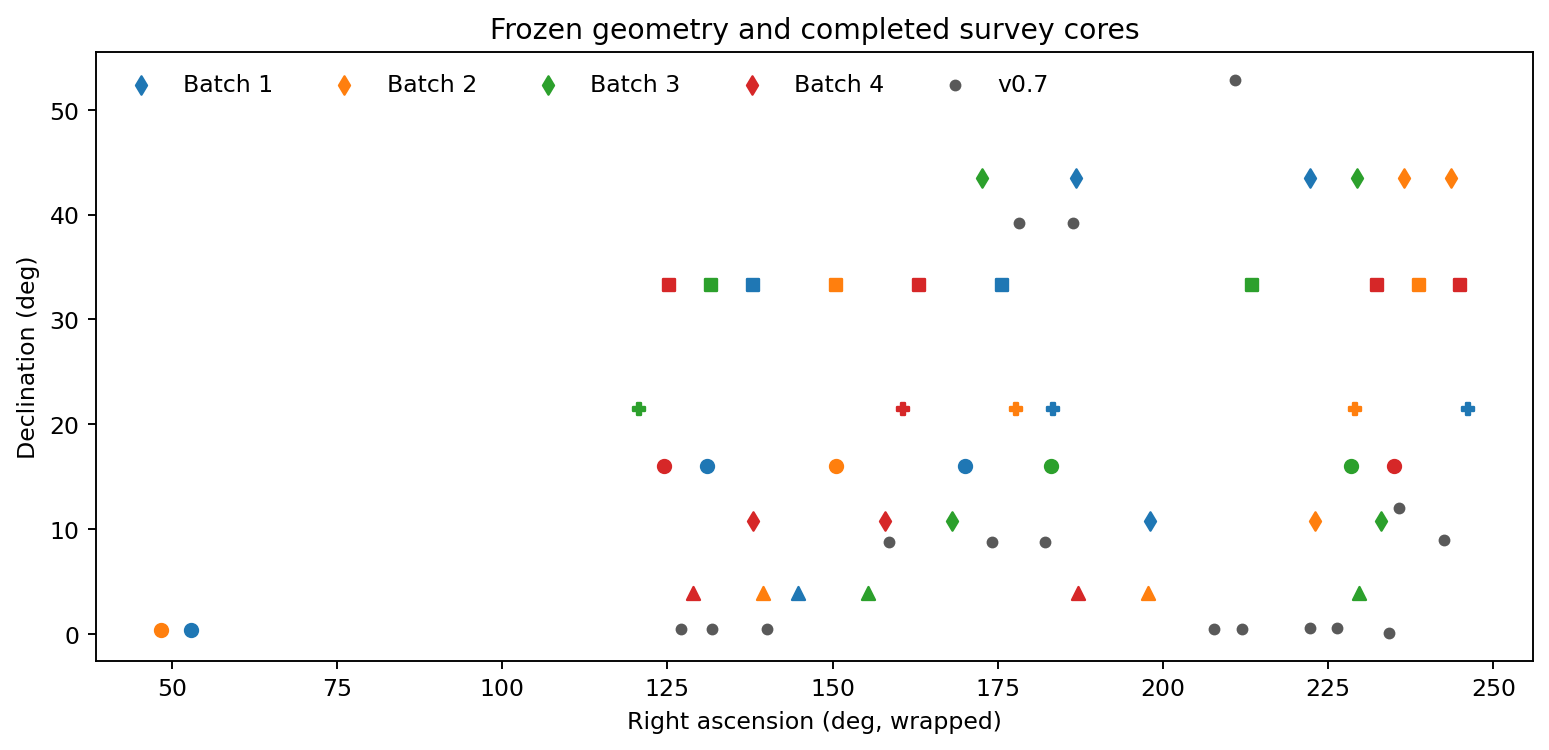 Frozen geometry and completed survey cores
Batch 1 Batch 2 Batch 3 Batch 4 v0.7
Declination (deg)
50
40
30
20
10
0
50 75 100 125 150 175 200 225 250
Right ascension (deg, wrapped)